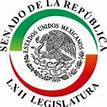 SENADO DE LA REPÚBLICA
ESTADOS UNIDOS MEXICANOS
LXII LEGISLATURA